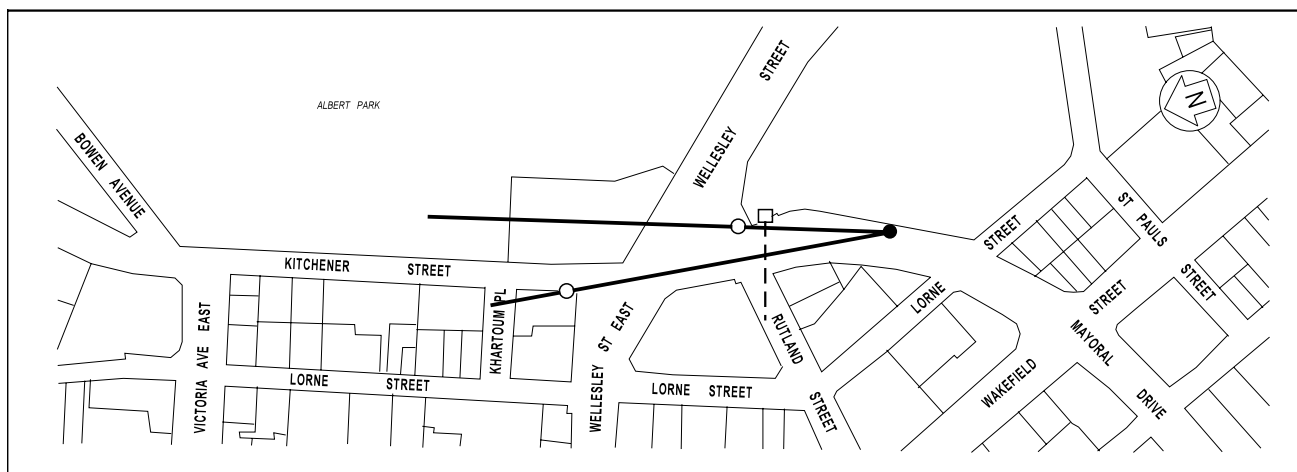 ALBERT PARK
BOWEN AVENUE
WELLESLEY STREET
N
ST PAULS STREET
KITCHENER STREET
STREET
KHARTOUM PL
WELLESLEY ST EAST
VICTORIA AVE EAST
LORNE STREET
LORNE STREET
RUTLAND STREET
LORNE
WAKEFIELD STREET
MAYORAL DRIVE